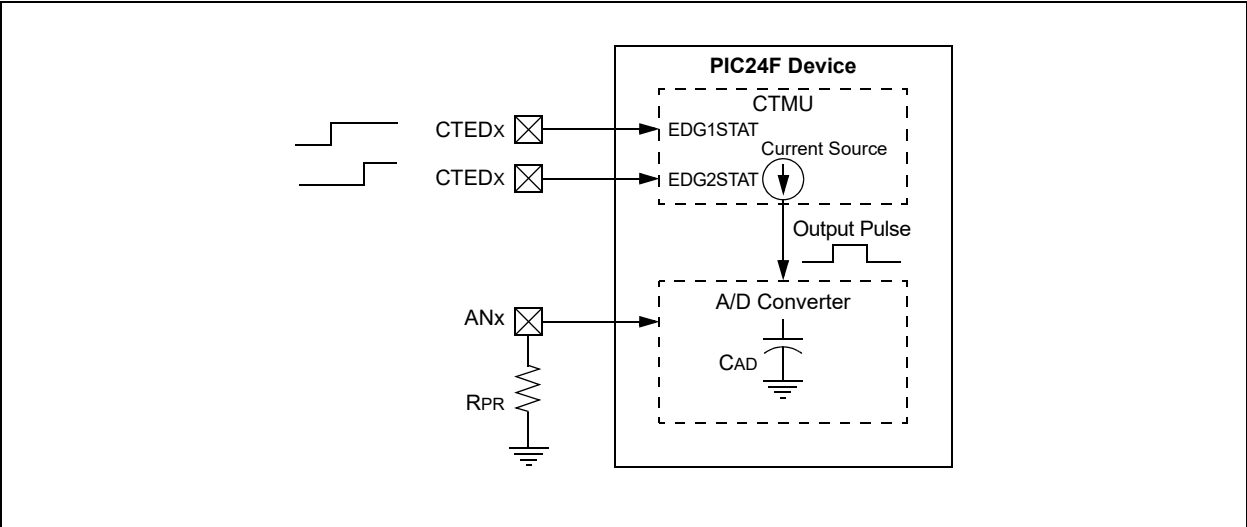 PIC24F Device
CTMU
CTEDX
EDG1STAT
Current Source
CTEDX
EDG2STAT
Output Pulse
A/D Converter
ANx
CAD
RPR